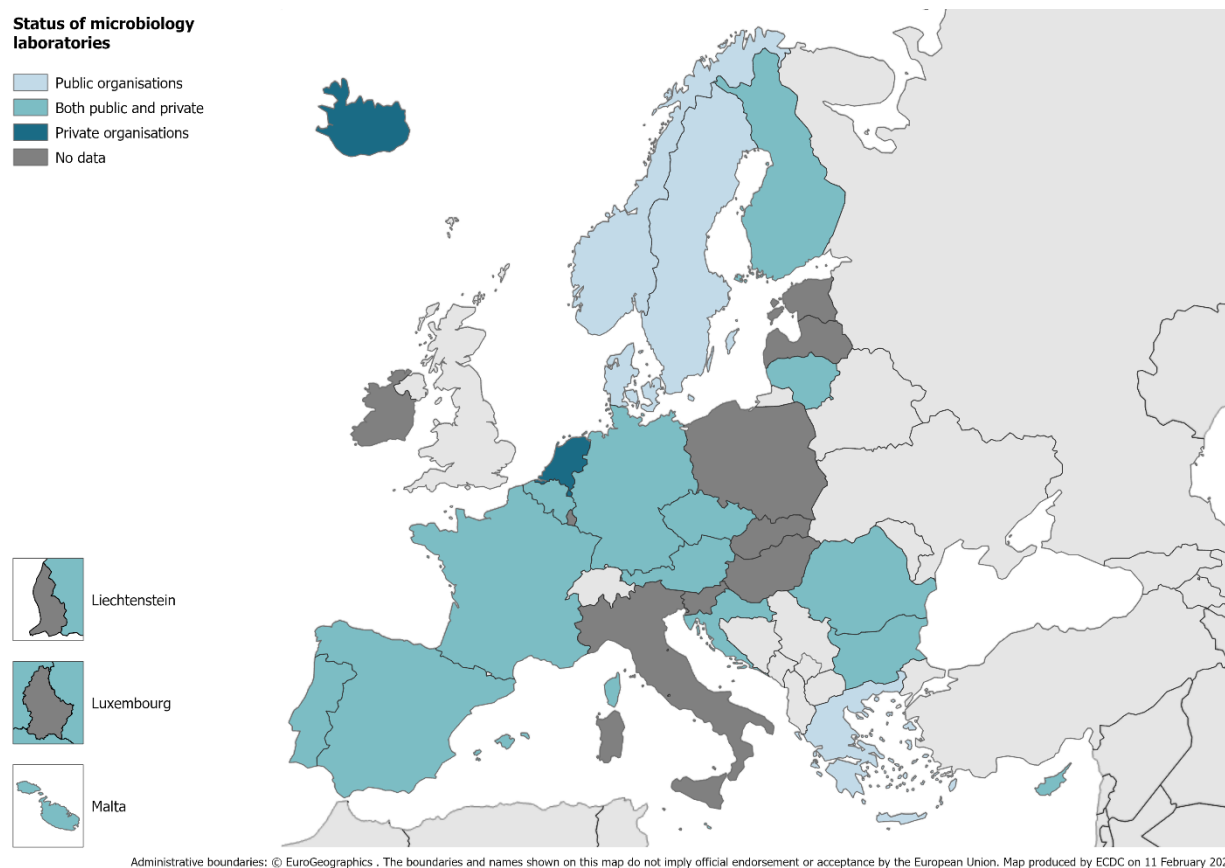 Status of microbiology
laboratories
Public organisations
Both public and private
Private organisations
No data
Liechtenstein
Luxembourg
Malta
Administrative boundaries: © EuroGeographics . The boundaries and names shown on this map do not imply official endorsement or acceptance by the European Union. Map produced by ECDC on 11 February 202